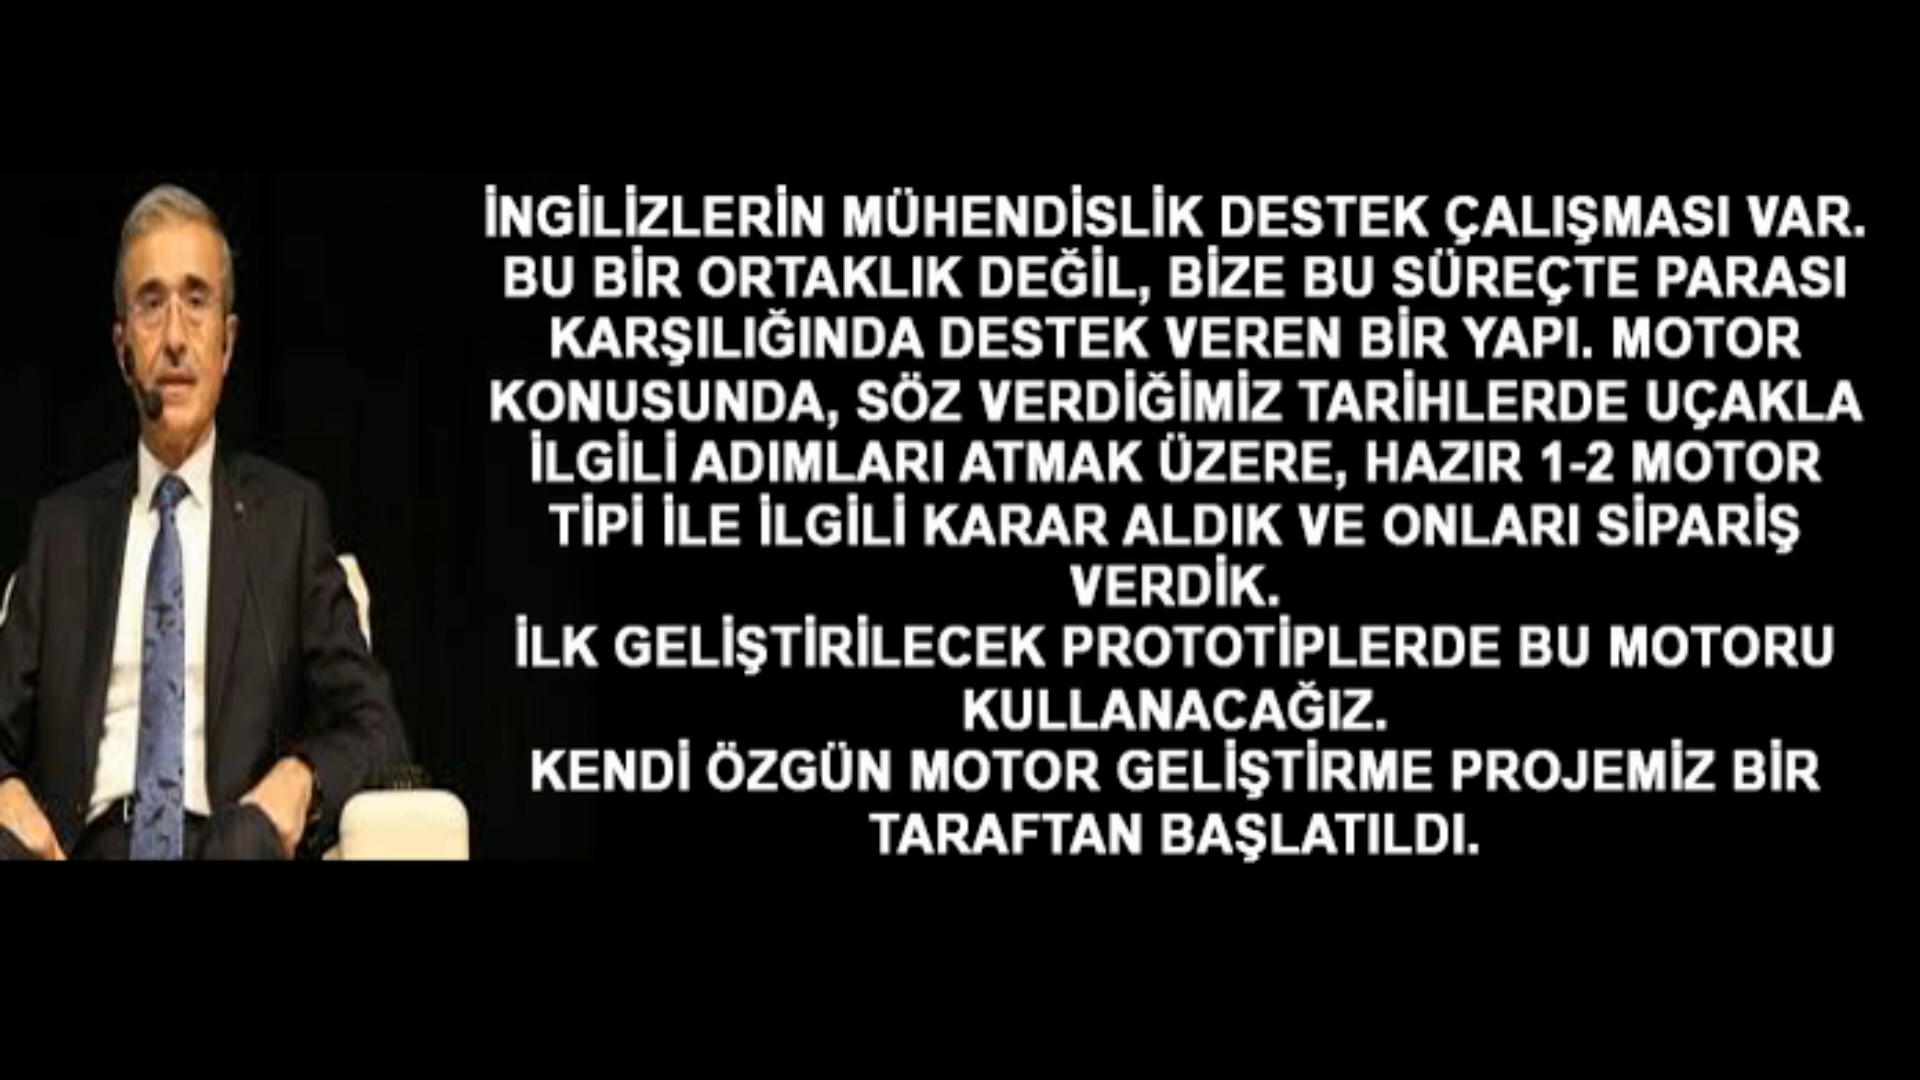 İNGİLİZLERİN MÜHENDİSLİK DESTEK ÇALIŞMASI VAR.
BU BİR ORTAKLIK DEĞİL, BİZE BU SÜREÇTE PARASI
KARŞILIĞINDA DESTEK VEREN BİR YAPI. MOTOR
KONUSUNDA, SÖZ VERDİĞİMİZ TARİHLERDE UÇAKLA
İLGİLİ ADIMLARI ATMAK ÜZERE, HAZIR 1-2 MOTOR
TİPİ İLE İLGİLİ KARAR ALDIK VE ONLARI SİPARİŞ
VERDİK.
İLK GELİŞTİRİLECEK PROTOTİPLERDE BU MOTORU
KULLANACAĞIZ.
KENDİ ÖZGÜN MOTOR GELİŞTİRME PROJEMİZ BİR
TARAFTAN BAŞLATILDI.